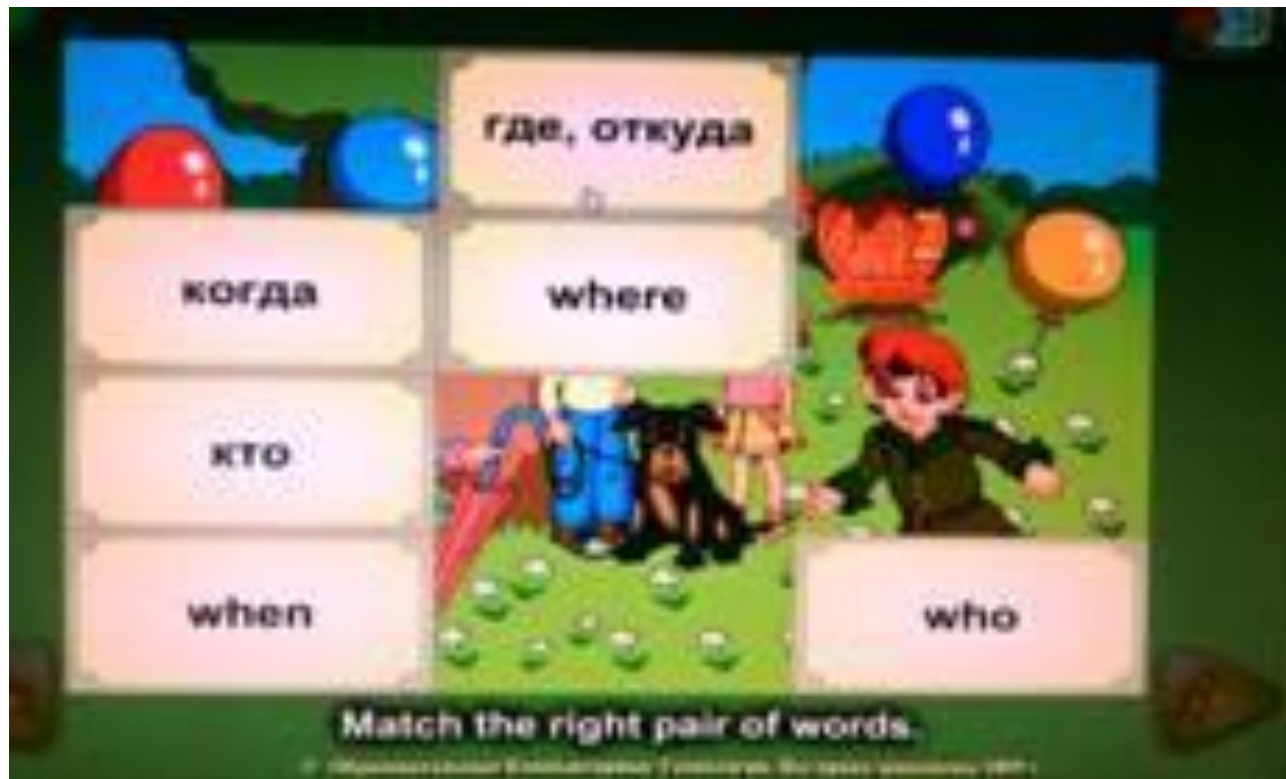 где, откуда
когда
where
кто
when
who
Match the right pair of words.